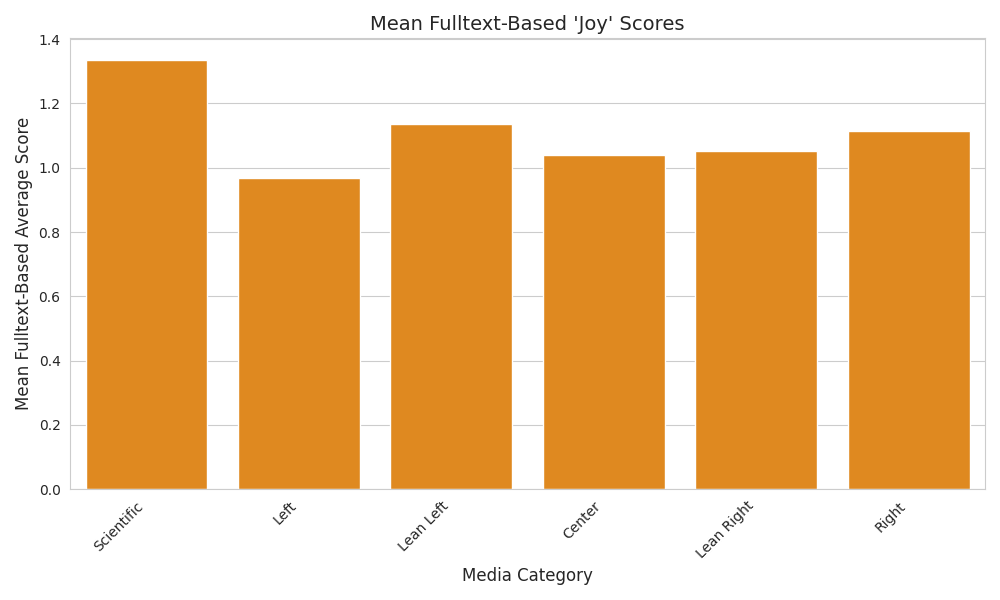 Mean Fulltext-Based 'Joy' Scores
Mean Fulltext-Based Average Score
1.4
1.2
1.0
0.8
0.6
0.4
0.2
0.0
Scientific
Left
Lean Left
Center
Lean Right
Right
Media Category